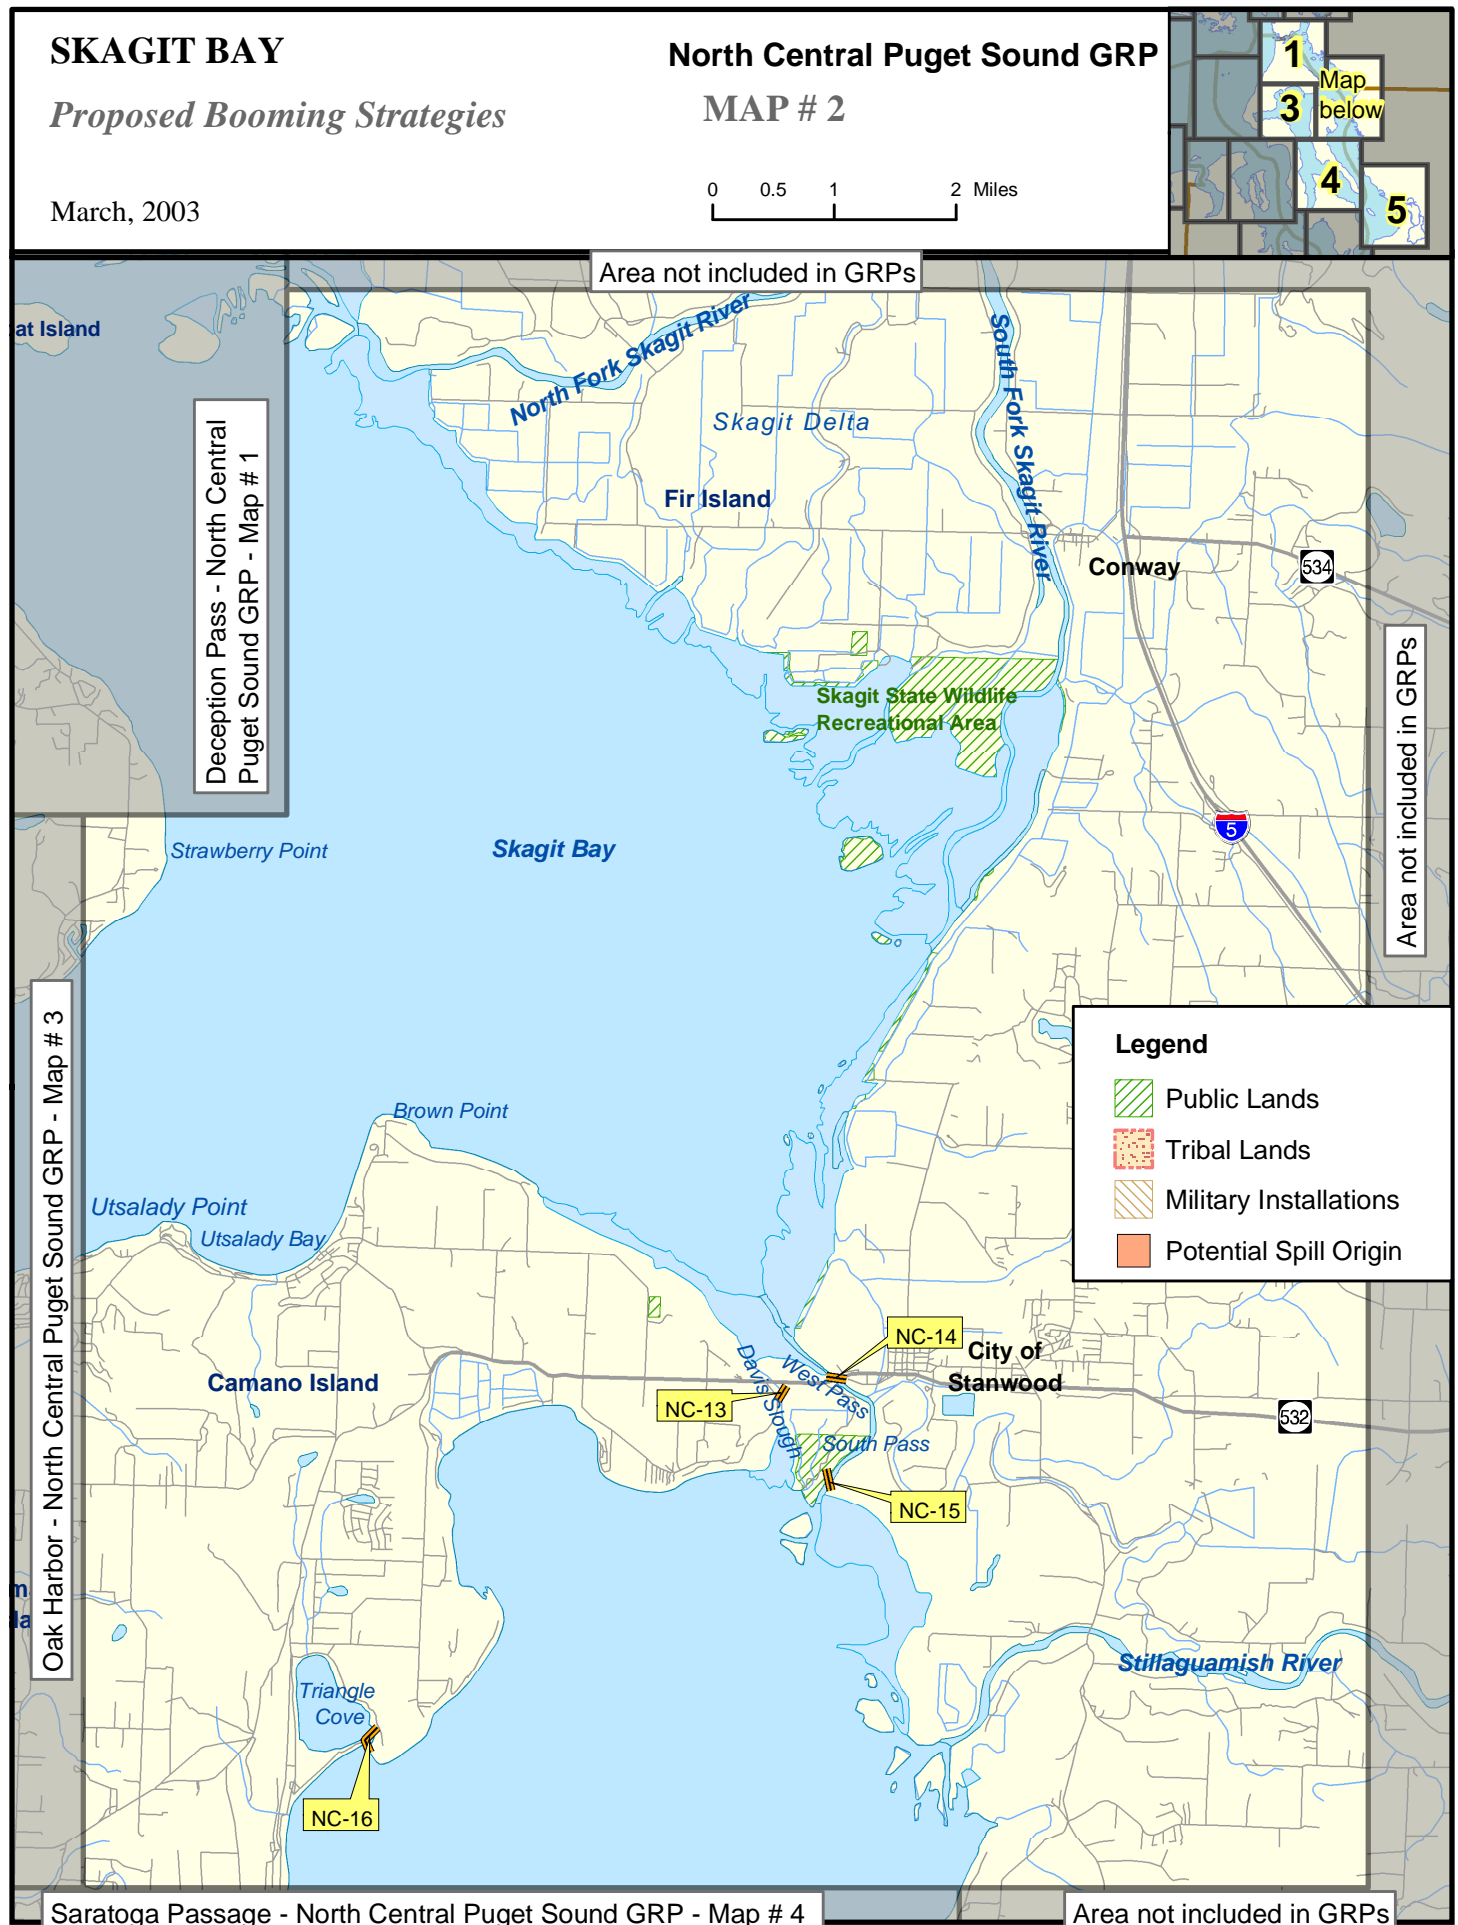 SKAGIT BAY
North Central Puget Sound GRP
Proposed Booming Strategies
MAP # 2
March, 2003
0 0.5 1 2 Miles
1
Map
below
3
4
5
Area not included in GRPs
at Island
North Fork Skagit River
South Fork Skagit River
Skagit Delta
Fir Island
Deception Pass - North Central
Puget Sound GRP - Map # 1
Conway
534
Area not included in GRPs
Skagit State Wildlife
Recreational Area
5
Strawberry Point
Skagit Bay
Oak Harbor - North Central Puget Sound GRP - Map # 3
Legend
Public Lands
Tribal Lands
Military Installations
Potential Spill Origin
Brown Point
Utsalady Point
Utsalady Bay
NC-14
City of
Stanwood
Camano Island
Davis Slough
West Pass
NC-13
532
South Pass
NC-15
Stillaguamish River
Triangle
Cove
NC-16
Saratoga Passage - North Central Puget Sound GRP - Map # 4
Area not included in GRPs